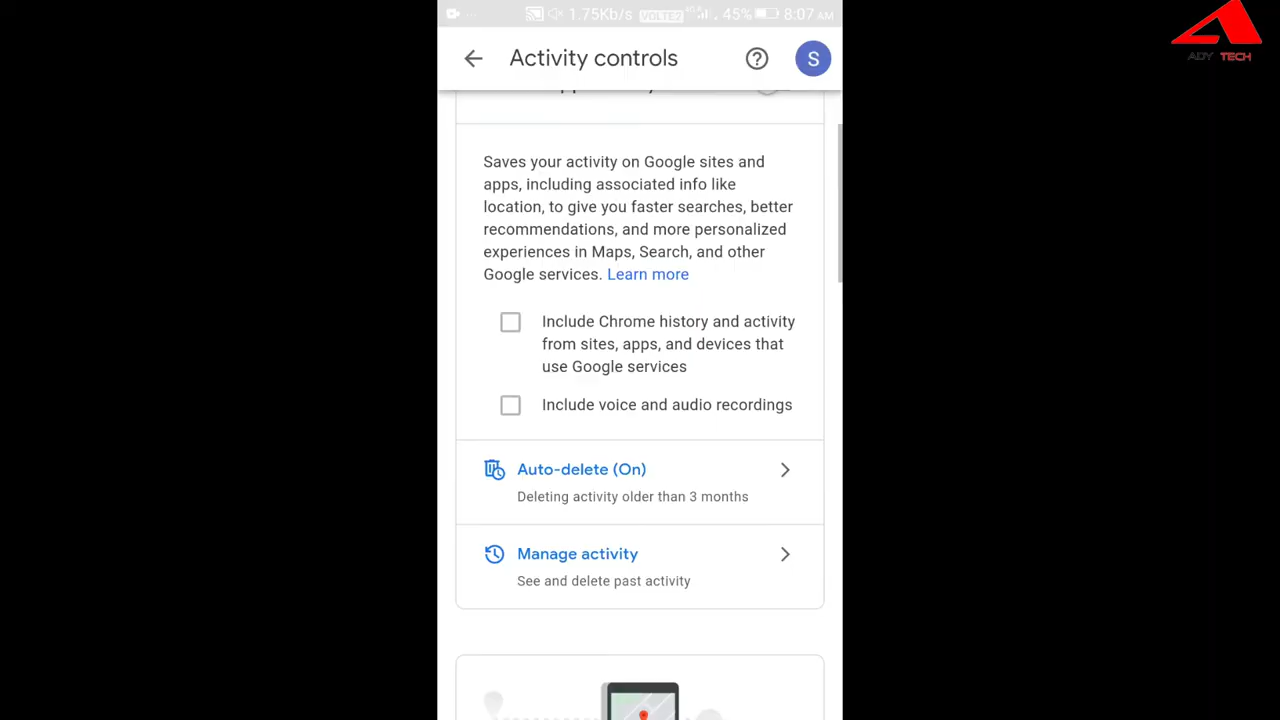 1.75Kb/s VOLTE2 4G 45% 8:07 AM
ADY TECH
Activity controls
S
Saves your activity on Google sites and
apps, including associated info like
location, to give you faster searches, better
recommendations, and more personalized
experiences in Maps, Search, and other
Google services. Learn more
Include Chrome history and activity
from sites, apps, and devices that
use Google services
Include voice and audio recordings
Auto-delete (On)
Deleting activity older than 3 months
Manage activity
See and delete past activity